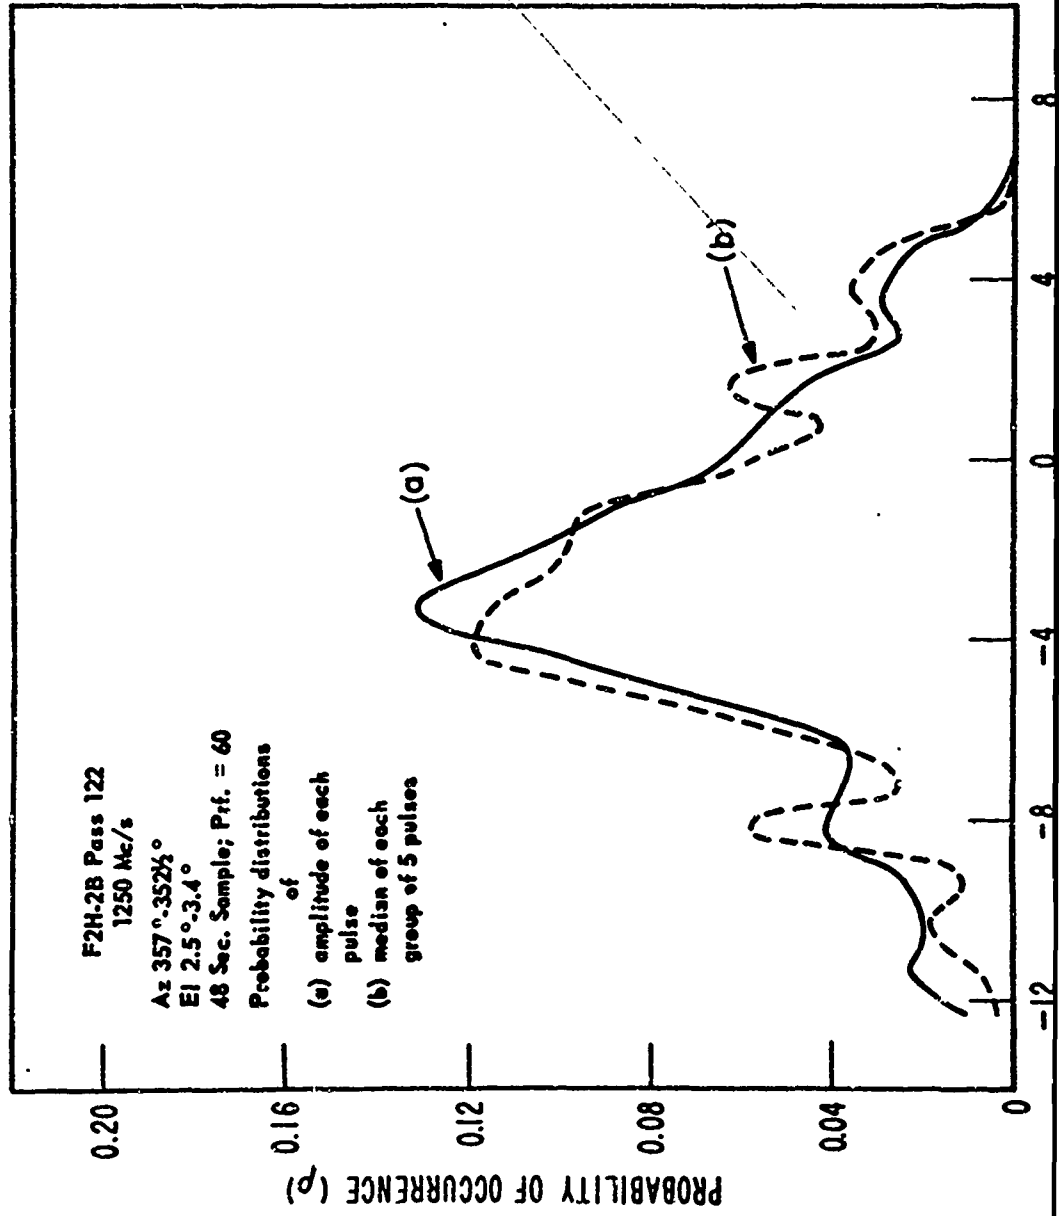 F2H-2B Pass 122
1250 Mc/s
Az 357°-352½°
El 2.5°-3.4°
48 Sec. Sample; Prf. = 60
Probability distributions
of
(a) amplitude of each
pulse
(b) median of each
group of 5 pulses
(a)
(b)
PROBABILITY OF OCCURRENCE (ρ)
0.20
0.16
0.12
0.08
0.04
0
-12
-8
-4
0
4
8